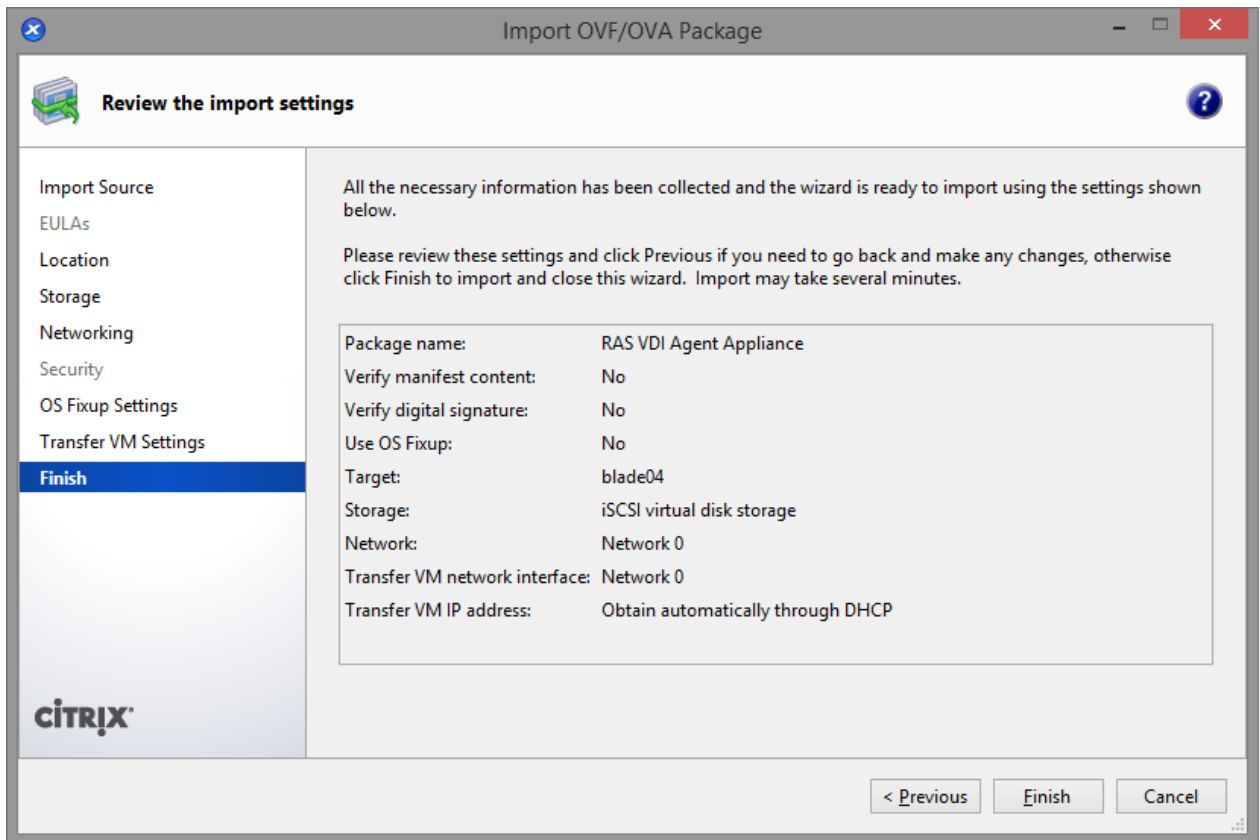 Import OVF/OVA Package
Review the import settings
?
Import Source
EULAs
Location
Storage
Networking
Security
OS Fixup Settings
Transfer VM Settings
Finish
CITRIX
All the necessary information has been collected and the wizard is ready to import using the settings shown
below.
Please review these settings and click Previous if you need to go back and make any changes, otherwise
click Finish to import and close this wizard.  Import may take several minutes.
Package name: RAS VDI Agent Appliance
Verify manifest content: No
Verify digital signature: No
Use OS Fixup: No
Target: blade04
Storage: iSCSI virtual disk storage
Network: Network 0
Transfer VM network interface: Network 0
Transfer VM IP address: Obtain automatically through DHCP
< Previous Finish Cancel